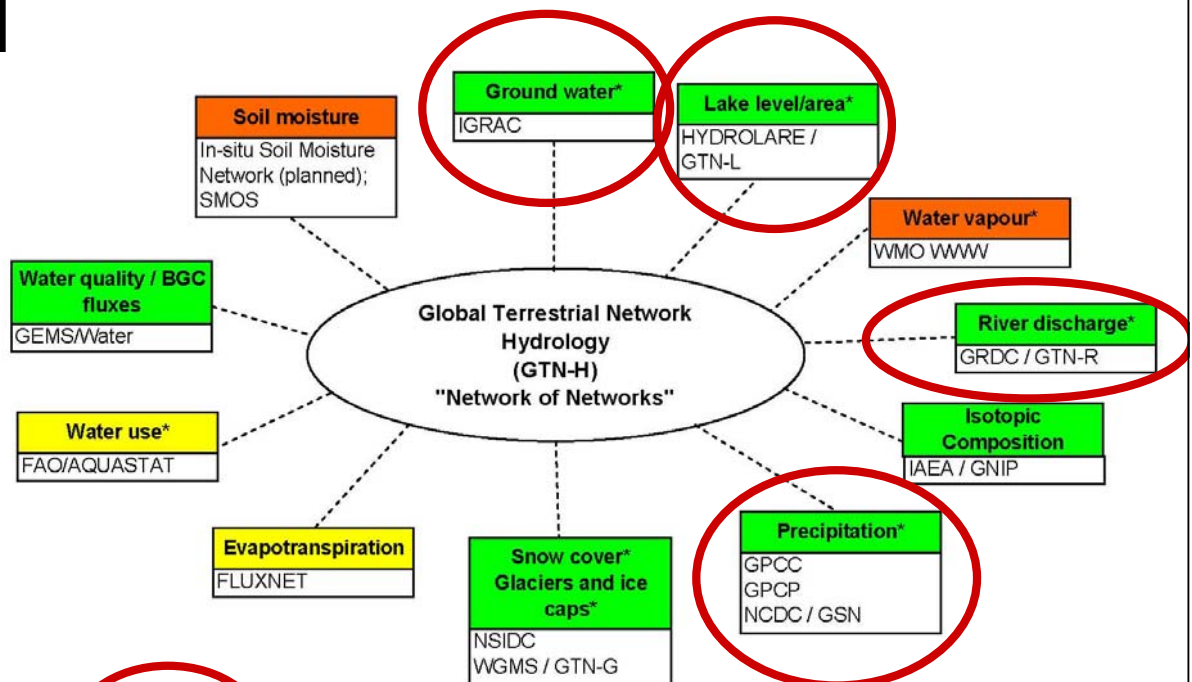 Ground water*
IGRAC
Lake level/area*
HYDROLARE /
GTN-L
Soil moisture
In-situ Soil Moisture
Network (planned);
SMOS
Water vapour*
WMO WWW
Water quality / BGC
fluxes
GEMS/Water
Global Terrestrial Network
Hydrology
(GTN-H)
"Network of Networks"
River discharge*
GRDC / GTN-R
Water use*
FAO/AQUASTAT
Isotopic
Composition
IAEA / GNIP
Evapotranspiration
FLUXNET
Snow cover*
Glaciers and ice
caps*
NSIDC
WGMS / GTN-G
Precipitation*
GPCC
GPCP
NCDC / GSN